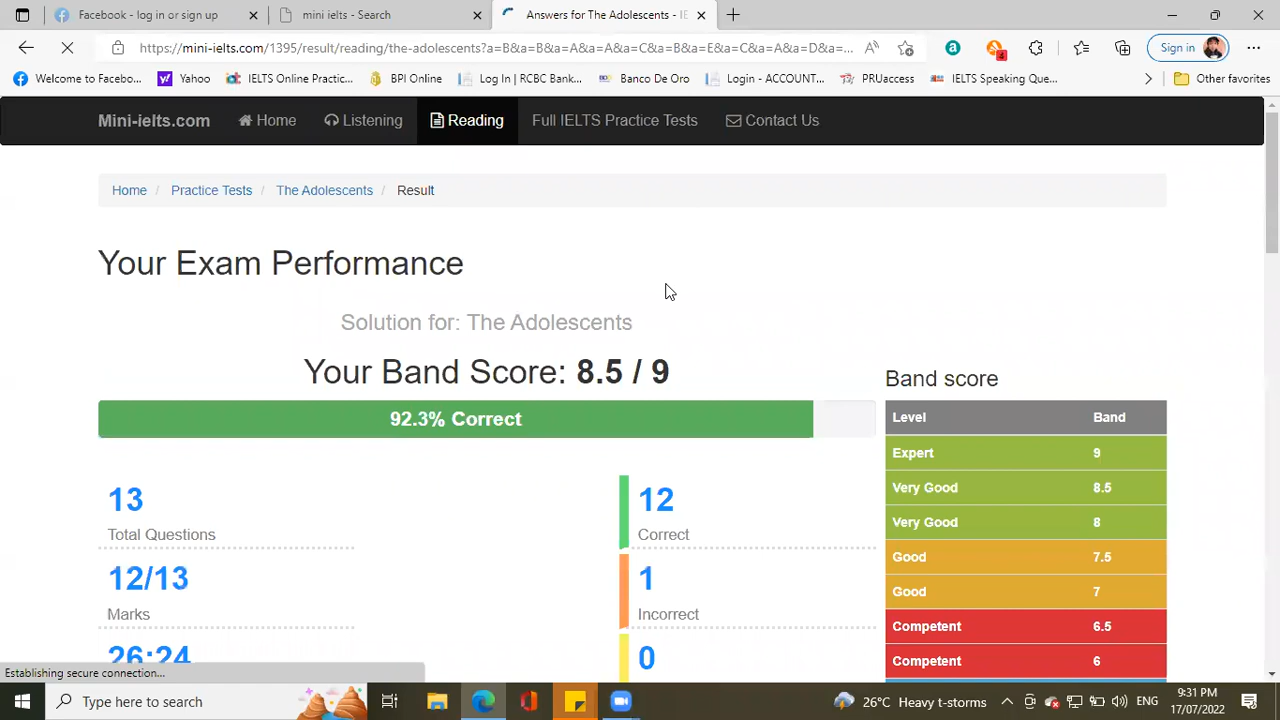 Facebook - log in or sign up
mini ielts - Search
Answers for The Adolescents - IE
https://mini-ielts.com/1395/result/reading/the-adolescents?a=B&a=B&a=A&a=A&a=C&a=B&a=E&a=C&a=A&a=D&a=...
Sign in
Welcome to Facebo...
Yahoo
IELTS Online Practic...
BPI Online
Log In | RCBC Bank...
Banco De Oro
Login - ACCOUNT...
PRUaccess
IELTS Speaking Que...
Other favorites
Mini-ielts.com
Home
Listening
Reading
Full IELTS Practice Tests
Contact Us
Home / Practice Tests / The Adolescents / Result
Your Exam Performance
Solution for: The Adolescents
Your Band Score: 8.5 / 9
92.3% Correct
13
Total Questions
12
Correct
12/13
Marks
1
Incorrect
26:24
0
Band score
Level Band
Expert 9
Very Good 8.5
Very Good 8
Good 7.5
Good 7
Competent 6.5
Competent 6
Establishing secure connection...
Type here to search
26°C Heavy t-storms
ENG
9:31 PM
17/07/2022